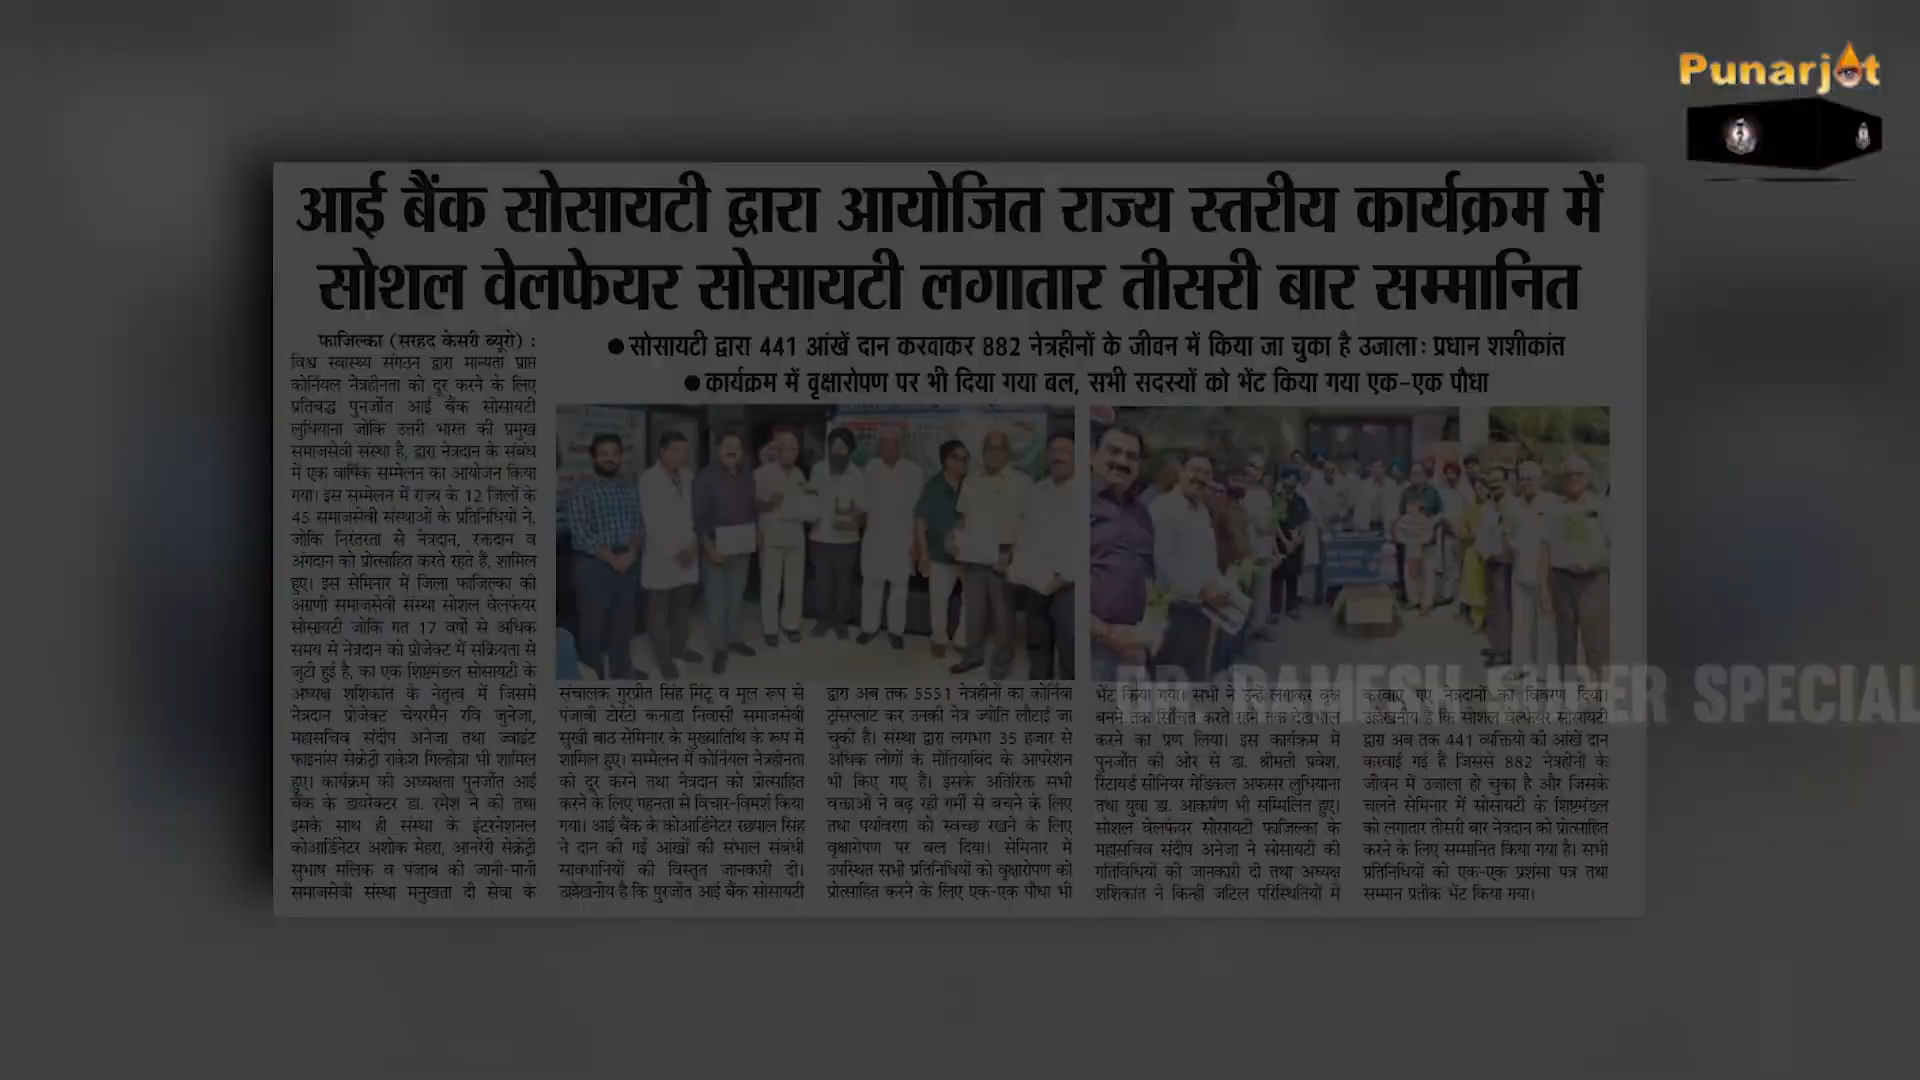 Punarjot
आई बैंक सोसायटी द्वारा आयोजित राज्य स्तरीय कार्यक्रम में
सोशल वेलफेयर सोसायटी लगातार तीसरी बार सम्मानित
●सोसायटी द्वारा 441 आंखें दान करवाकर 882 नेत्रहीनों के जीवन में किया जा चुका है उजालाः प्रधान शशीकांत
●कार्यक्रम में वृक्षारोपण पर भी दिया गया बल, सभी सदस्यों को भेंट किया गया एक-एक पौधा
फाजिल्का (सरहद केसरी ब्यूरो) :
विश्व स्वास्थ्य संगठन द्वारा मान्यता प्राप्त
कोर्नियल नेत्रहीनता को दूर करने के लिए
प्रतिबद्ध पुनर्जोत आई बैंक सोसायटी
लुधियाना जोकि उत्तरी भारत की प्रमुख
समाजसेवी संस्था है, द्वारा नेत्रदान के संबंध
में एक वार्षिक सम्मेलन का आयोजन किया
गया। इस सम्मेलन में राज्य के 12 जिलों के
45 समाजसेवी संस्थाओं के प्रतिनिधियों ने,
जोकि निरंतरता से नेत्रदान, रक्तदान व
अंगदान को प्रोत्साहित करते रहते हैं, शामिल
हुए। इस सेमिनार में जिला फाजिल्का की
अग्रणी समाजसेवी संस्था सोशल वेलफेयर
सोसायटी जोकि गत 17 वर्षों से अधिक
समय से नेत्रदान की प्रोजेक्ट में सक्रियता से
जुटी हुई है, का एक शिष्टमंडल सोसायटी के
अध्यक्ष शशिकांत के नेतृत्व में जिसमें
नेत्रदान प्रोजेक्ट चेयरमैन रवि जुनेजा,
महासचिव संदीप अनेजा तथा ज्वाइंट
फाइनांस सेक्रेट्री राकेश गिल्होत्रा भी शामिल
हुए। कार्यक्रम की अध्यक्षता पुनर्जोत आई
बैंक के डायरेक्टर डा. रमेश ने की तथा
इसके साथ ही संस्था के इंटरनेशनल
कोआर्डिनेटर अशोक मेहरा, आनरेरी सेक्रेट्री
सुभाष मलिक व पंजाब की जानी-मानी
समाजसेवी संस्था मनुखता दी सेवा के
संचालक गुरप्रीत सिंह मिंटू व मूल रूप से
पंजाबी टोरंटो कनाडा निवासी समाजसेवी
सुखी बाठ सेमिनार के मुख्यातिथि के रूप में
शामिल हुए। सम्मेलन में कोर्नियल नेत्रहीनता
को दूर करने तथा नेत्रदान को प्रोत्साहित
करने के लिए गहनता से विचार-विमर्श किया
गया। आई बैंक के कोआर्डिनेटर रछपाल सिंह
ने दान की गई आंखों की संभाल संबंधी
सावधानियों की विस्तृत जानकारी दी।
उल्लेखनीय है कि पुरर्जोत आई बैंक सोसायटी
द्वारा अब तक 5551 नेत्रहीनों का कोर्निया
ट्रांसप्लांट कर उनकी नेत्र ज्योति लौटाई जा
चुकी है। संस्था द्वारा लगभग 35 हजार से
अधिक लोगों के मोतियाबिंद के आपरेशन
भी किए गए हैं। इसके अतिरिक्त सभी
वक्ताओं ने बढ़ रही गर्मी से बचने के लिए
तथा पर्यावरण को स्वच्छ रखने के लिए
वृक्षारोपण पर बल दिया। सेमिनार में
उपस्थित सभी प्रतिनिधियों को वृक्षारोपण को
प्रोत्साहित करने के लिए एक-एक पौधा भी
भेंट किया गया। सभी ने उन्हें लगाकर वृक्ष
बनने तक सिंचित करते रहने तक देखभाल
करने का प्रण लिया। इस कार्यक्रम में
पुनर्जोत की ओर से डा. श्रीमती प्रवेश,
रिटायर्ड सीनियर मेडिकल अफसर लुधियाना
तथा युवा डा. आकर्षण भी सम्मिलित हुए।
सोशल वेलफेयर सोसायटी फाजिल्का के
महासचिव संदीप अनेजा ने सोसायटी की
गतिविधियों की जानकारी दी तथा अध्यक्ष
शशिकांत ने किन्हीं जटिल परिस्थितियों में
करवाए गए नेत्रदानों का विवरण दिया।
उल्लेखनीय है कि सोशल वेल्फेयर सोसायटी
द्वारा अब तक 441 व्यक्तियों की आंखें दान
करवाई गई हैं जिससे 882 नेत्रहीनों के
जीवन में उजाला हो चुका है और जिसके
चलते सेमिनार में सोसायटी के शिष्टमंडल
को लगातार तीसरी बार नेत्रदान को प्रोत्साहित
करने के लिए सम्मानित किया गया है। सभी
प्रतिनिधियों को एक-एक प्रशंसा पत्र तथा
सम्मान प्रतीक भेंट किया गया।
DR. RAMESH SUPER SPECIAL